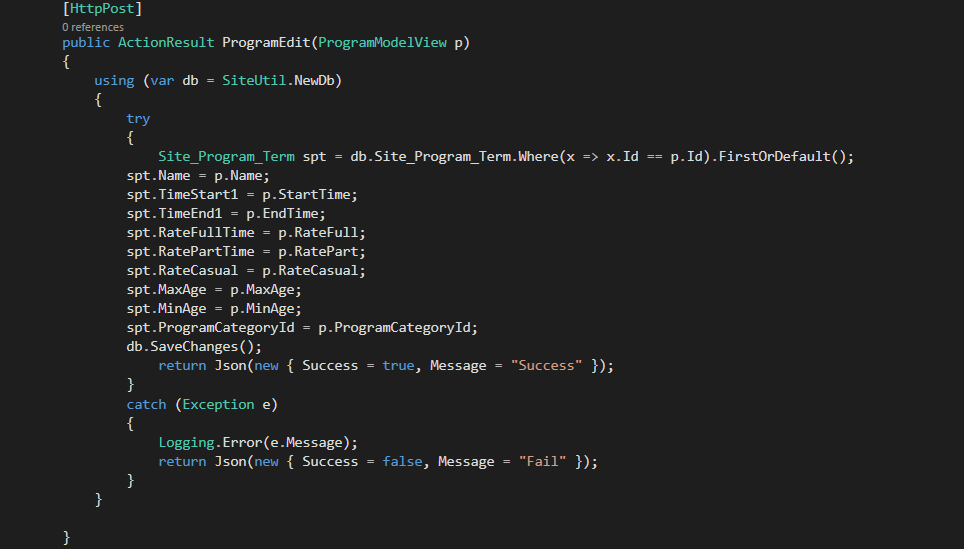 [HttpPost]
0 references
public ActionResult ProgramEdit(ProgramModelView p)
{
    using (var db = SiteUtil.NewDb)
    {
        try
        {
            Site_Program_Term spt = db.Site_Program_Term.Where(x => x.Id == p.Id).FirstOrDefault();
        spt.Name = p.Name;
        spt.TimeStart1 = p.StartTime;
        spt.TimeEnd1 = p.EndTime;
        spt.RateFullTime = p.RateFull;
        spt.RatePartTime = p.RatePart;
        spt.RateCasual = p.RateCasual;
        spt.MaxAge = p.MaxAge;
        spt.MinAge = p.MinAge;
        spt.ProgramCategoryId = p.ProgramCategoryId;
        db.SaveChanges();
            return Json(new { Success = true, Message = "Success" });
        }
        catch (Exception e)
        {
            Logging.Error(e.Message);
            return Json(new { Success = false, Message = "Fail" });
        }
    }

}